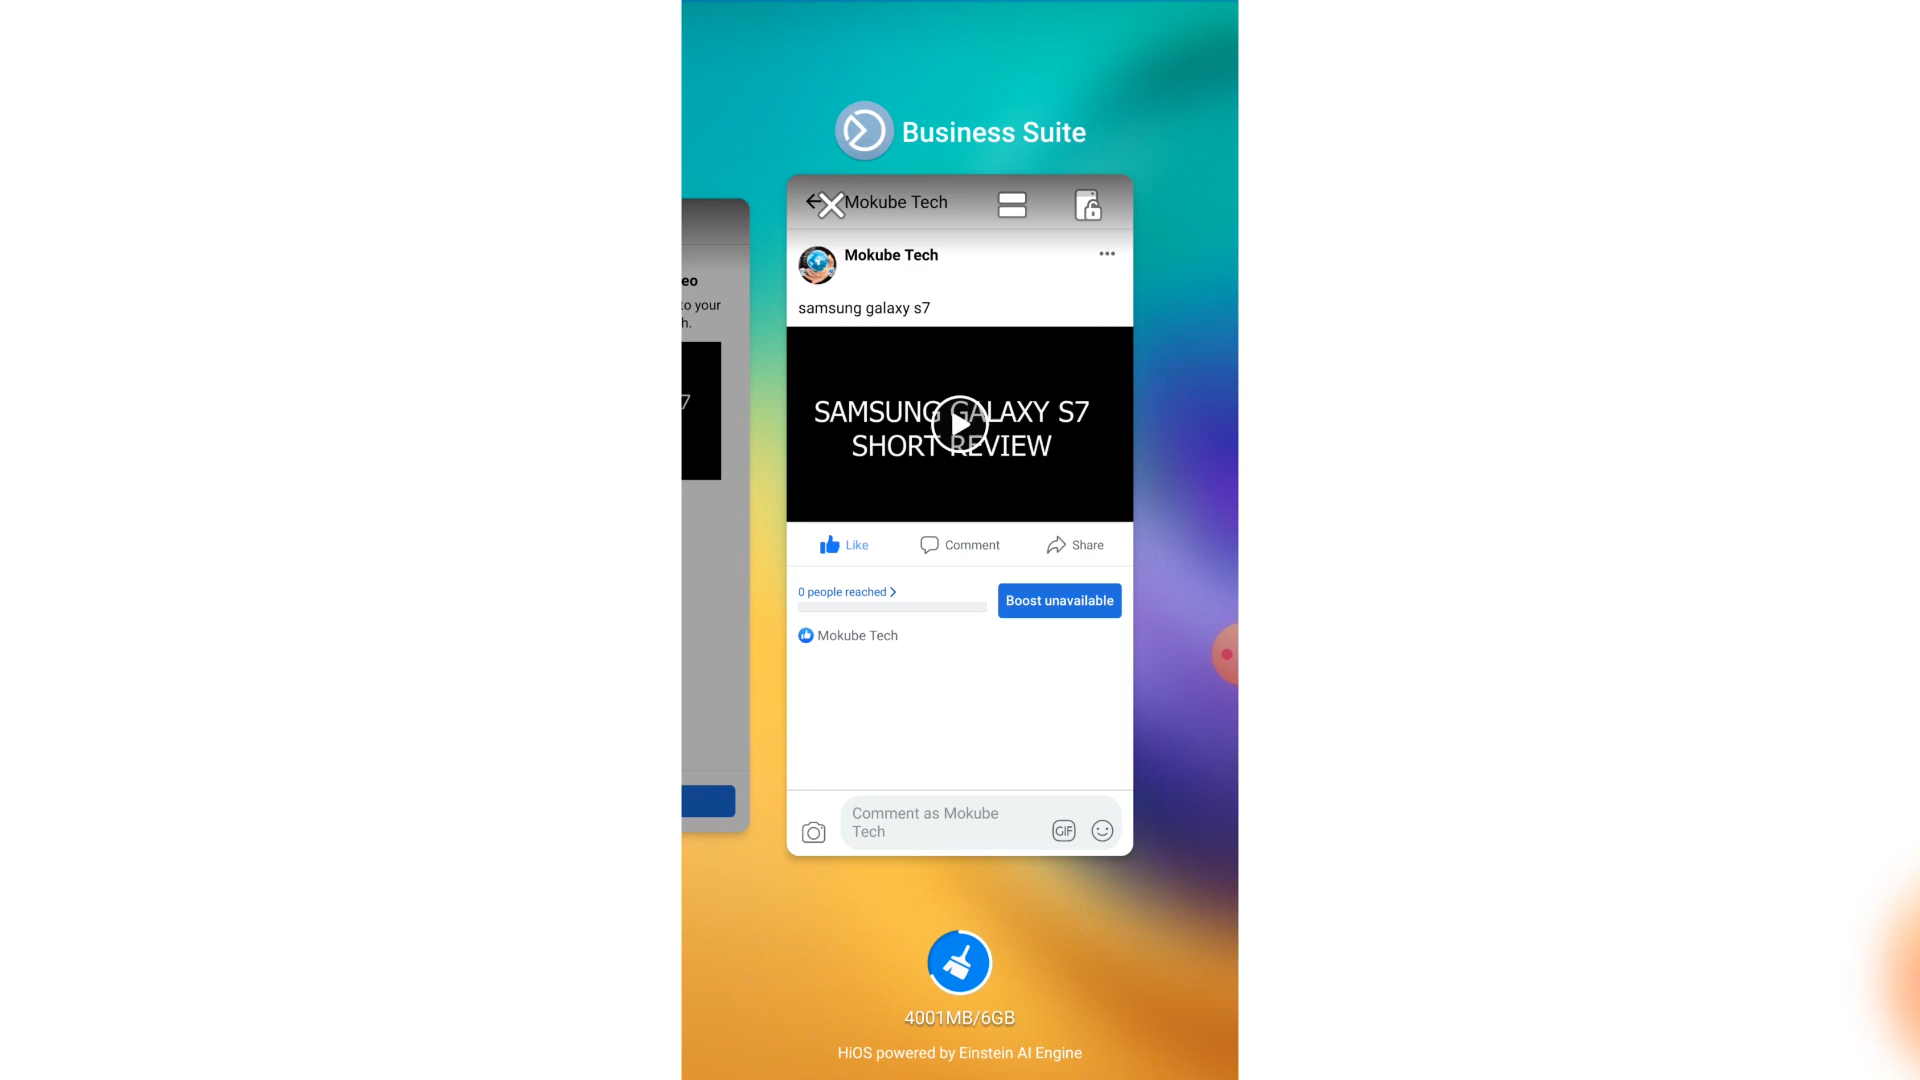 Business Suite
Mokube Tech
Mokube Tech
samsung galaxy s7
SAMSUNG GALAXY S7
SHORT REVIEW
Like
Comment
Share
0 people reached
Boost unavailable
Mokube Tech
Comment as Mokube
Tech
GIF
eo
to your
h.
7
4001MB/6GB
HiOS powered by Einstein AI Engine